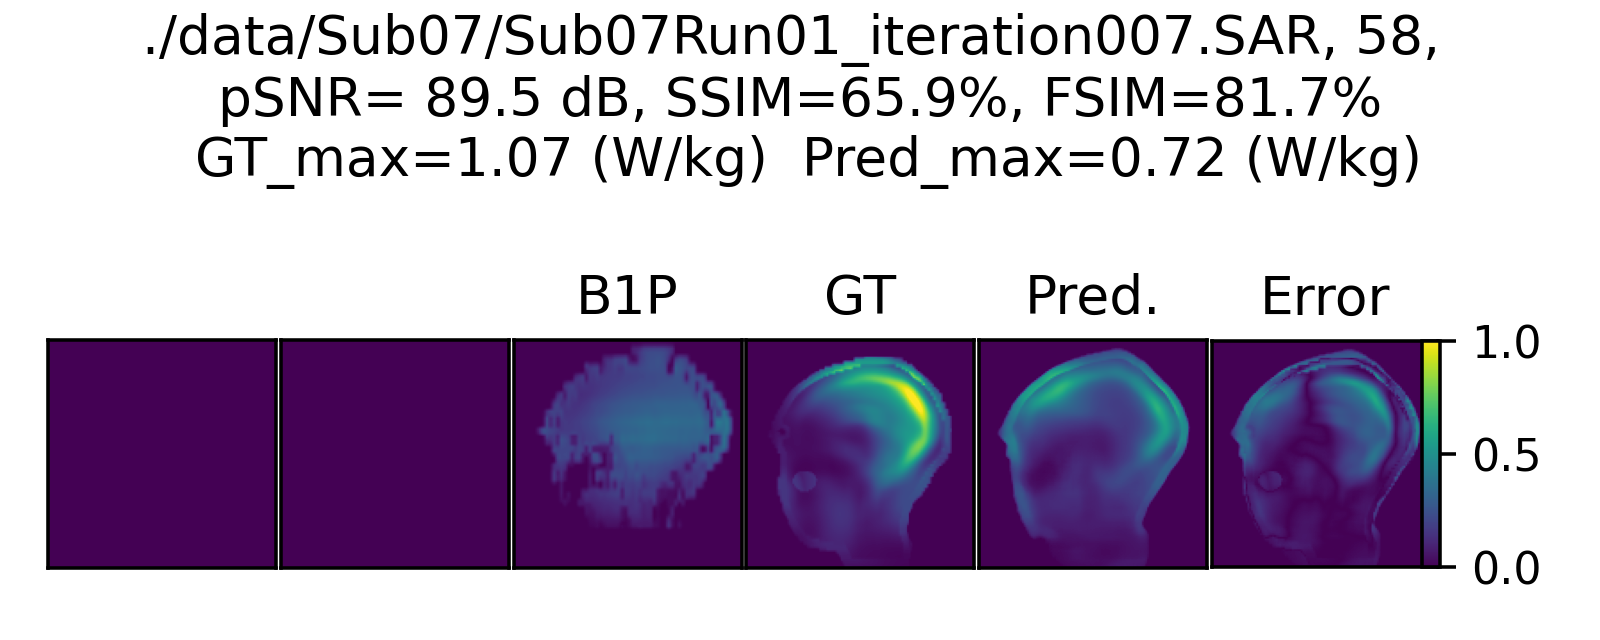 ./data/Sub07/Sub07Run01_iteration007.SAR, 58,
pSNR= 89.5 dB, SSIM=65.9%, FSIM=81.7%
GT_max=1.07 (W/kg)  Pred_max=0.72 (W/kg)
B1P GT Pred. Error
1.0
0.5
0.0